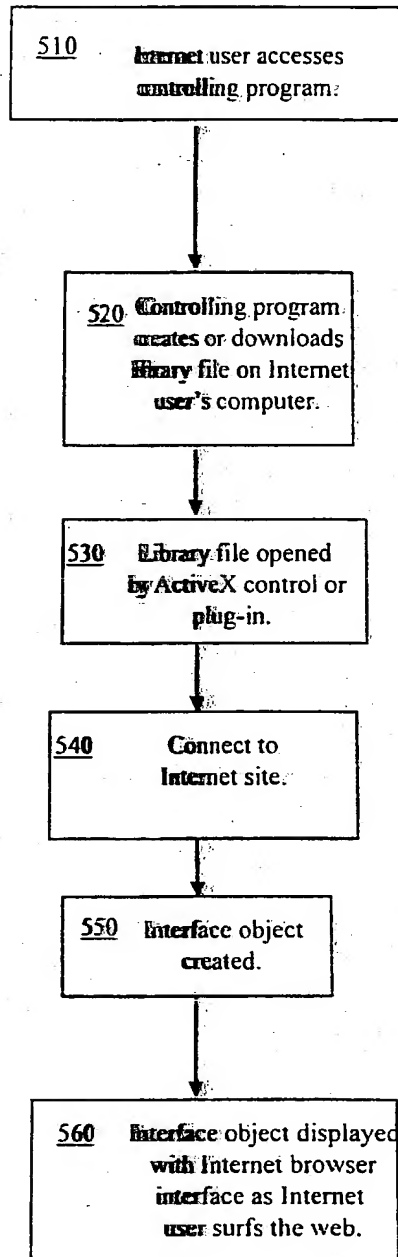 510 Internet user accesses
controlling program.
520 Controlling program
creates or downloads
library file on Internet
user's computer.
530 Library file opened
by ActiveX control or
plug-in.
540 Connect to
Internet site.
550 Interface object
created.
560 Interface object displayed
with Internet browser
interface as Internet
user surfs the web.